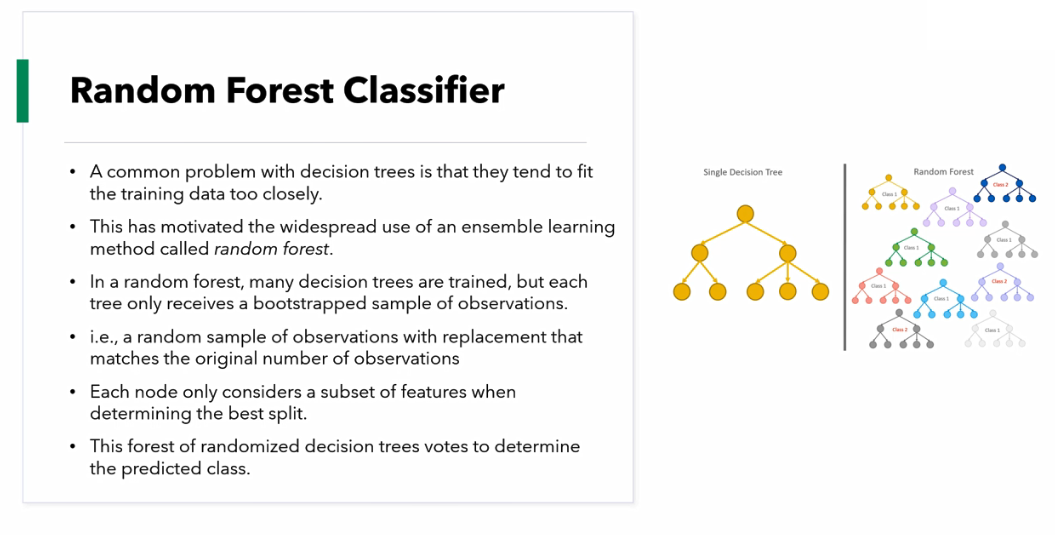 Random Forest Classifier
• A common problem with decision trees is that they tend to fit
the training data too closely.
• This has motivated the widespread use of an ensemble learning
method called random forest.
• In a random forest, many decision trees are trained, but each
tree only receives a bootstrapped sample of observations.
• i.e., a random sample of observations with replacement that
matches the original number of observations
• Each node only considers a subset of features when
determining the best split.
• This forest of randomized decision trees votes to determine
the predicted class.
Single Decision Tree
Random Forest
Class 2
Class 1
Class 1
Class 1
Class 1
Class 1
Class 2
Class 1
Class 2
Class 1